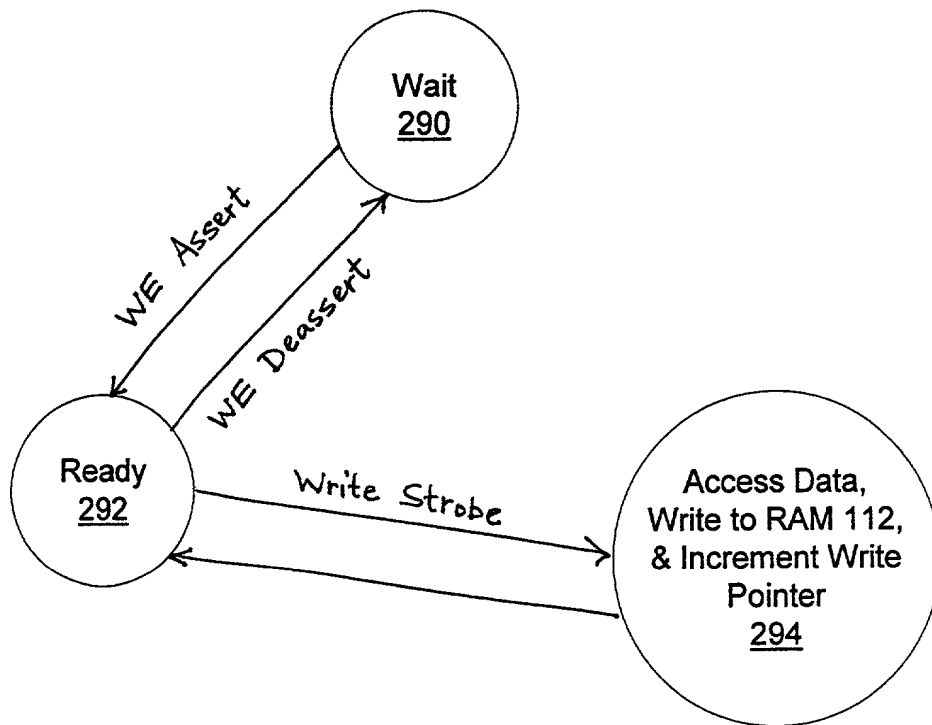 Wait
290
WE Assert
WE Deassert
Ready
292
Write Strobe
Access Data,
Write to RAM 112,
& Increment Write
Pointer
294